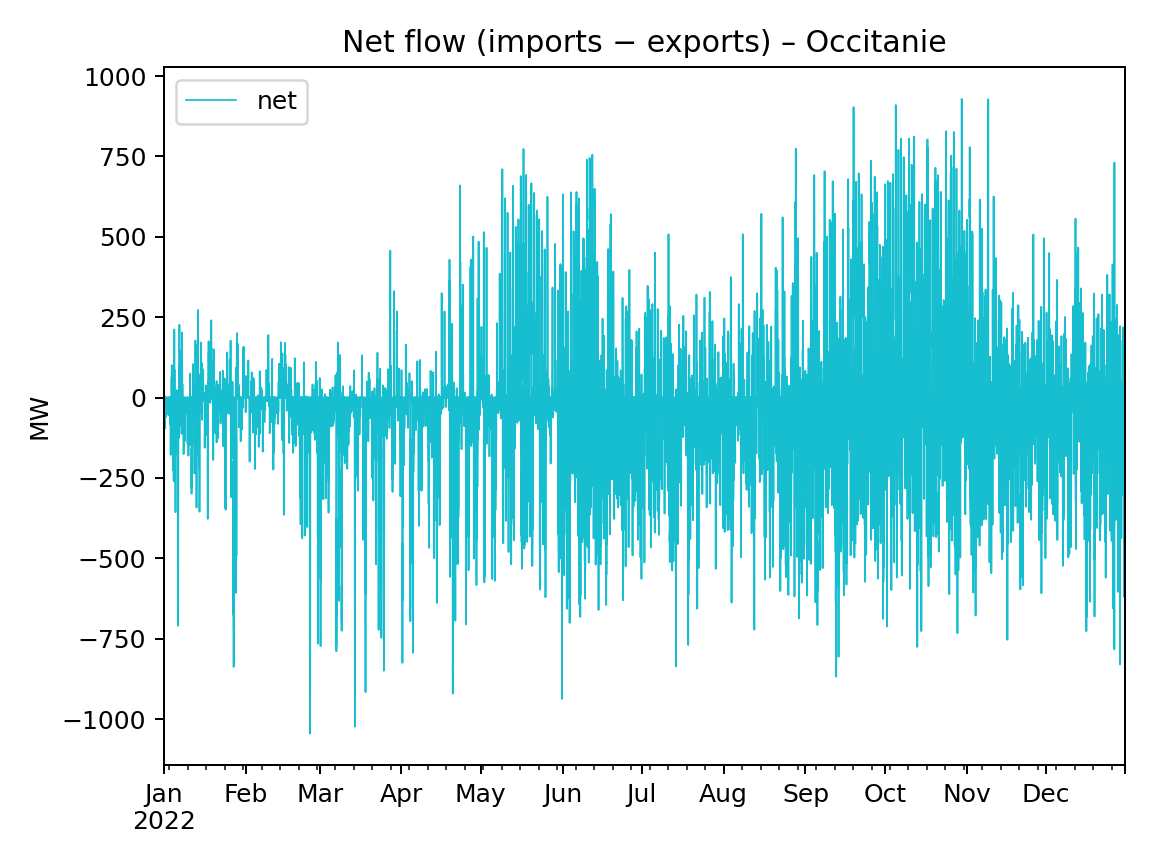 Net flow (imports − exports) – Occitanie
net
MW
1000
750
500
250
0
−250
−500
−750
−1000
Jan Feb Mar Apr May Jun Jul Aug Sep Oct Nov Dec
2022